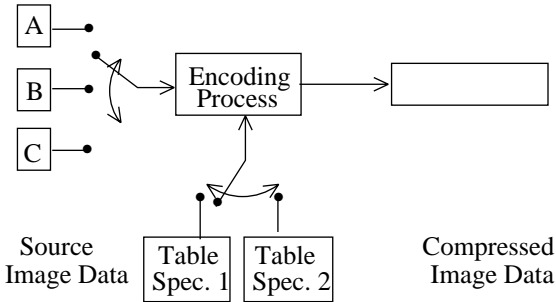 A
B
C
Encoding
Process
Source
Image Data
Table
Spec. 1
Table
Spec. 2
Compressed
Image Data